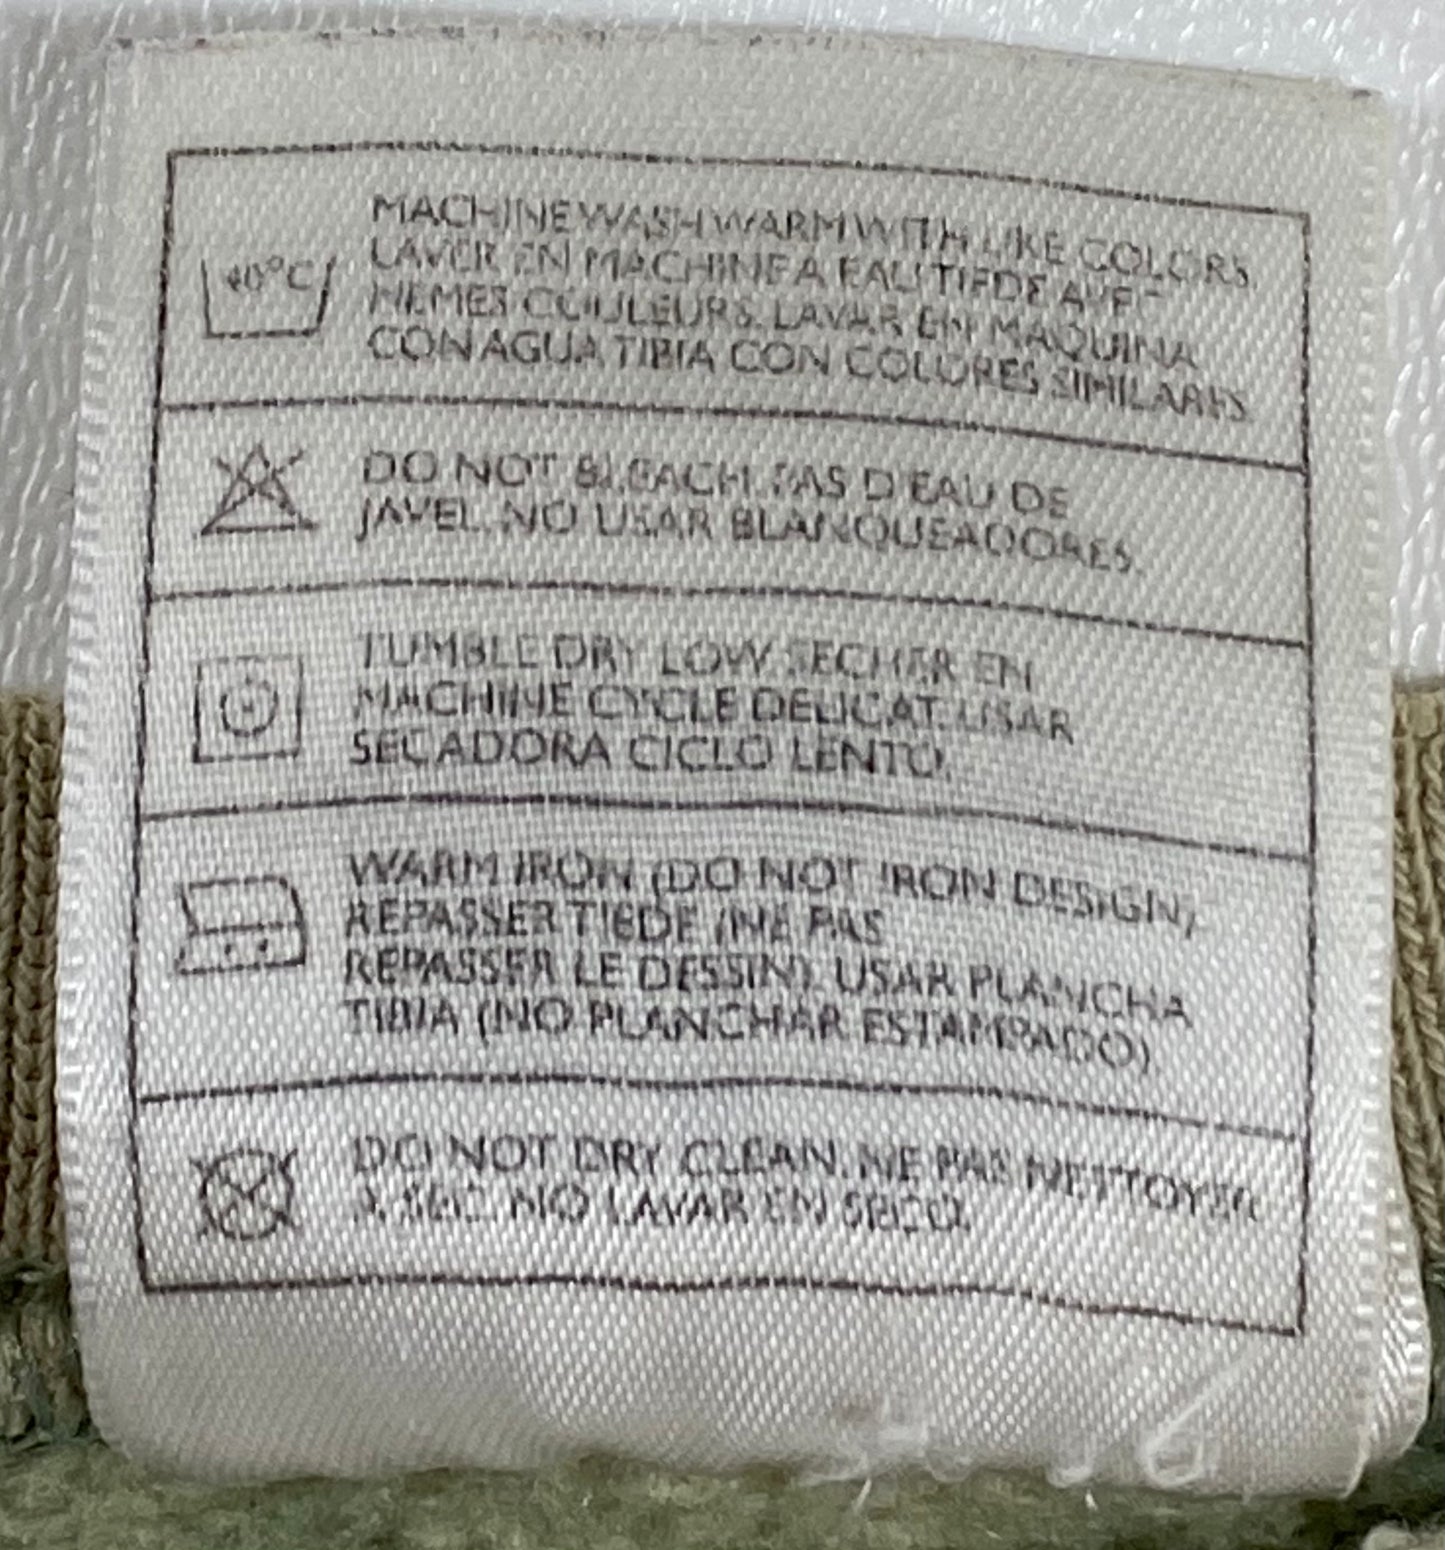 40°C
MACHINE WASH WARM WITH LIKE COLORS.
LAVER EN MACHINE A EAU TIEDE AVEC
MEMES COULEURS. LAVAR EN MAQUINA
CON AGUA TIBIA CON COLORES SIMILARES.
DO NOT BLEACH. PAS D'EAU DE
JAVEL. NO USAR BLANQUEADORES.
TUMBLE DRY LOW. SECHER EN
MACHINE CYCLE DELICAT. USAR
SECADORA CICLO LENTO.
WARM IRON (DO NOT IRON DESIGN).
REPASSER TIEDE (NE PAS
REPASSER LE DESSIN). USAR PLANCHA
TIBIA (NO PLANCHAR ESTAMPADO)
DO NOT DRY CLEAN. NE PAS NETTOYER
A SEC. NO LAVAR EN SECO.